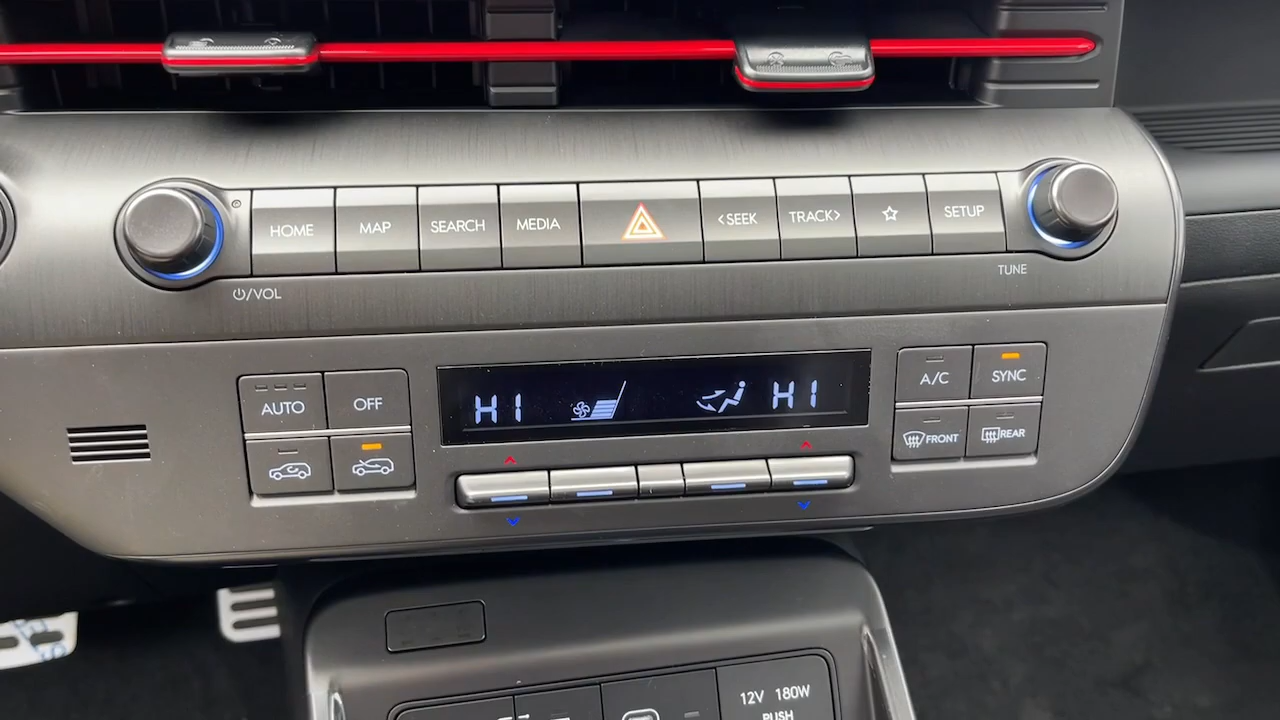 HOME
MAP
SEARCH
MEDIA
<SEEK
TRACK>
SETUP
/VOL
TUNE
AUTO
OFF
HI
HI
A/C
SYNC
FRONT
REAR
12V 180W
PUSH